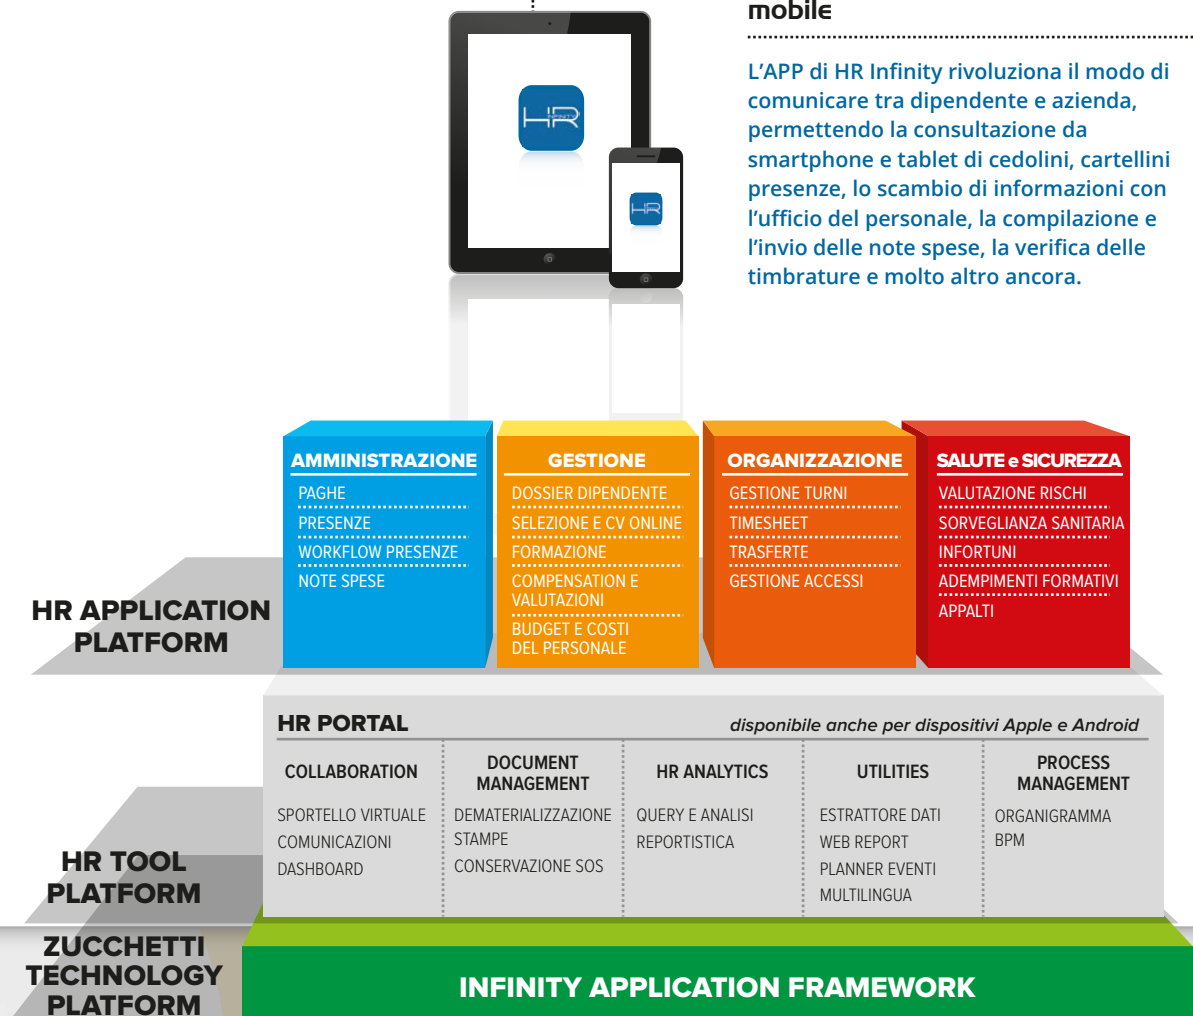 mobile
L'APP di HR Infinity rivoluziona il modo di
comunicare tra dipendente e azienda,
permettendo la consultazione da
smartphone e tablet di cedolini, cartellini
presenze, lo scambio di informazioni con
l'ufficio del personale, la compilazione e
l'invio delle note spese, la verifica delle
timbrature e molto altro ancora.
HR
INFINITY
HR
AMMINISTRAZIONE
PAGHE
PRESENZE
WORKFLOW PRESENZE
NOTE SPESE
GESTIONE
DOSSIER DIPENDENTE
SELEZIONE E CV ONLINE
FORMAZIONE
COMPENSATION E
VALUTAZIONI
BUDGET E COSTI
DEL PERSONALE
ORGANIZZAZIONE
GESTIONE TURNI
TIMESHEET
TRASFERTE
GESTIONE ACCESSI
SALUTE e SICUREZZA
VALUTAZIONE RISCHI
SORVEGLIANZA SANITARIA
INFORTUNI
ADEMPIMENTI FORMATIVI
APPALTI
HR APPLICATION
PLATFORM
HR PORTAL
disponibile anche per dispositivi Apple e Android
COLLABORATION
SPORTELLO VIRTUALE
COMUNICAZIONI
DASHBOARD
DOCUMENT
MANAGEMENT
DEMATERIALIZZAZIONE
STAMPE
CONSERVAZIONE SOS
HR ANALYTICS
QUERY E ANALISI
REPORTISTICA
UTILITIES
ESTRATTORE DATI
WEB REPORT
PLANNER EVENTI
MULTILINGUA
PROCESS
MANAGEMENT
ORGANIGRAMMA
BPM
HR TOOL
PLATFORM
ZUCCHETTI
TECHNOLOGY
PLATFORM
INFINITY APPLICATION FRAMEWORK